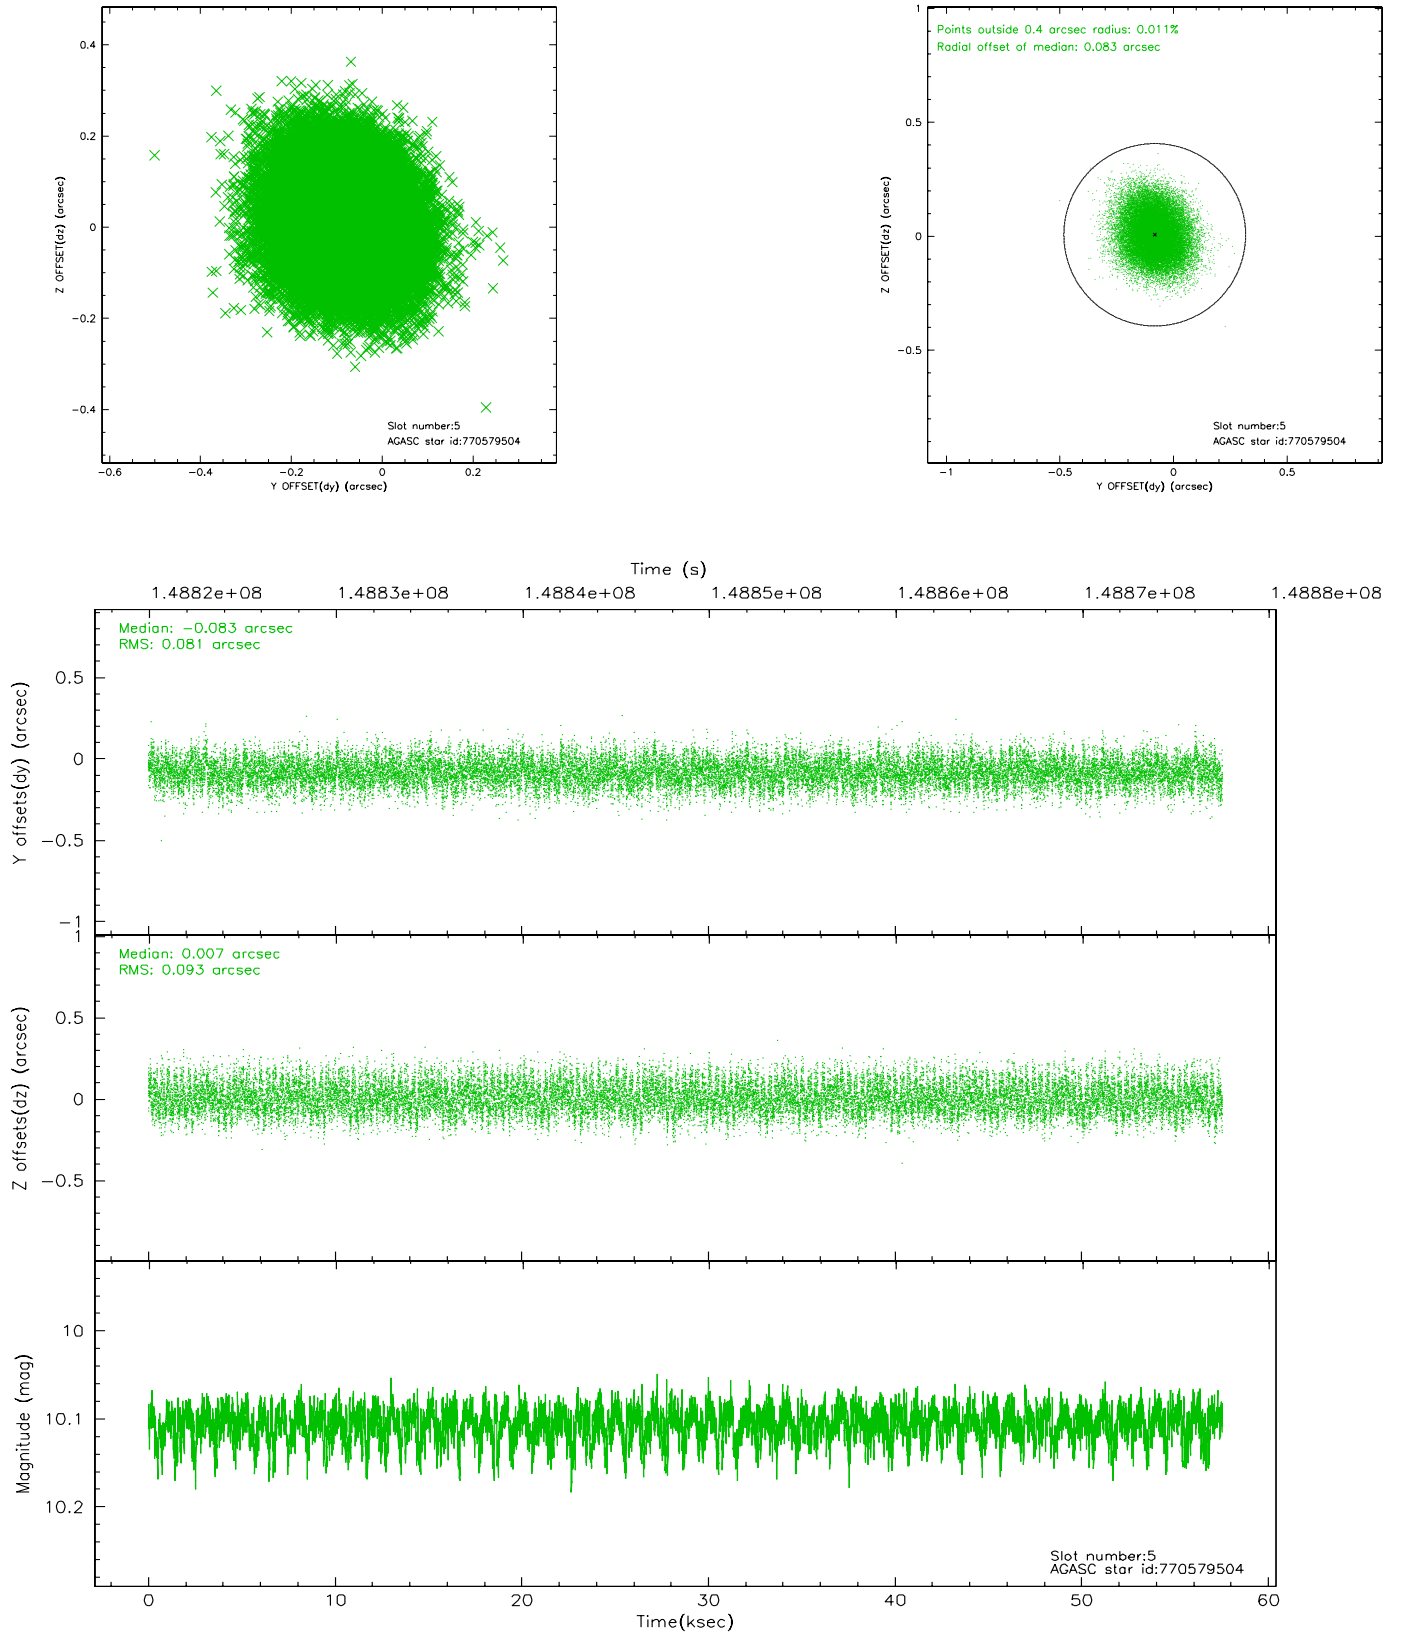 0.4
0.2
0
−0.2
−0.4
Z OFFSET(dz) (arcsec)
Slot number:5
AGASC star id:770579504
−0.6 −0.4 −0.2 0 0.2
Y OFFSET(dy) (arcsec)
Points outside 0.4 arcsec radius: 0.011%
Radial offset of median: 0.083 arcsec
1
0.5
0
−0.5
Z OFFSET(dz) (arcsec)
Slot number:5
AGASC star id:770579504
−1 −0.5 0 0.5
Y OFFSET(dy) (arcsec)
Time (s)
1.4882e+08 1.4883e+08 1.4884e+08 1.4885e+08 1.4886e+08 1.4887e+08 1.4888e+08
Median: −0.083 arcsec
RMS: 0.081 arcsec
0.5
0
−0.5
−1
Y offsets(dy) (arcsec)
Median: 0.007 arcsec
RMS: 0.093 arcsec
1
0.5
0
−0.5
Z offsets(dz) (arcsec)
10
10.1
10.2
Magnitude (mag)
Slot number:5
AGASC star id:770579504
0 10 20 30 40 50 60
Time(ksec)